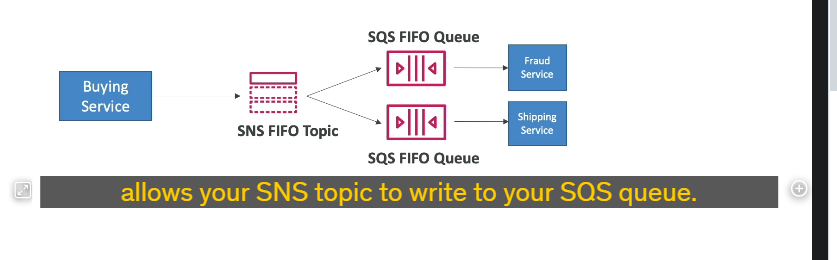 SQS FIFO Queue
Buying
Service
SNS FIFO Topic
Fraud
Service
Shipping
Service
SQS FIFO Queue
allows your SNS topic to write to your SQS queue.